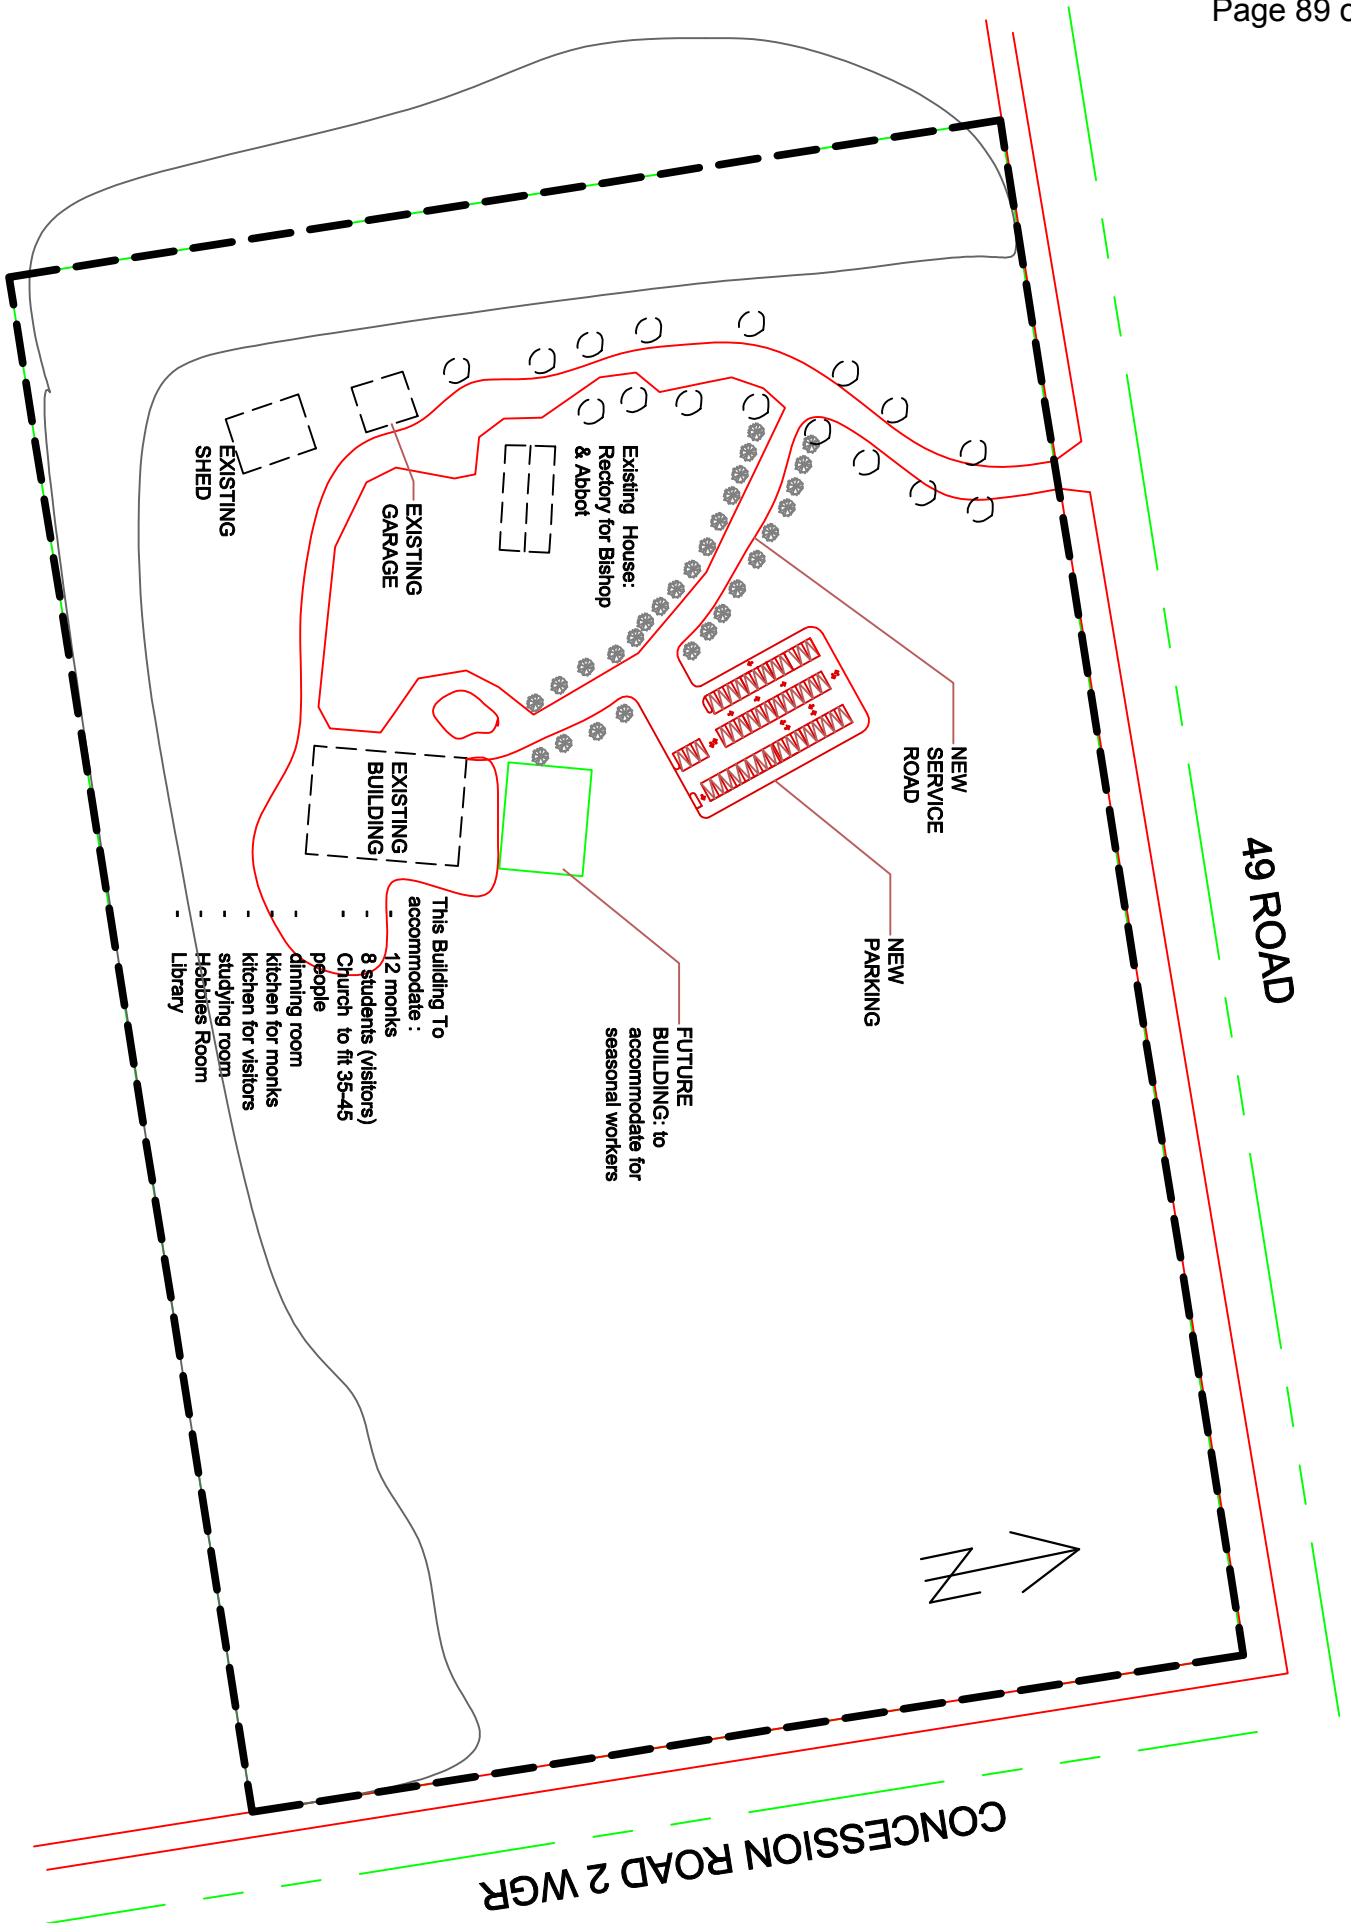 Page 89 o
49 ROAD
NEW
SERVICE
ROAD
NEW
PARKING
FUTURE
BUILDING: to
accommodate for
seasonal workers
Existing House:
Rectory for Bishop
& Abbot
EXISTING
GARAGE
EXISTING
SHED
EXISTING
BUILDING
This Building To
accommodate :
- 12 monks
- 8 students (visitors)
- Church to fit 35-45
people
- dinning room
- kitchen for monks
- kitchen for visitors
- studying room
- Hobbies Room
- Library
N
CONCESSION ROAD 2 WGR